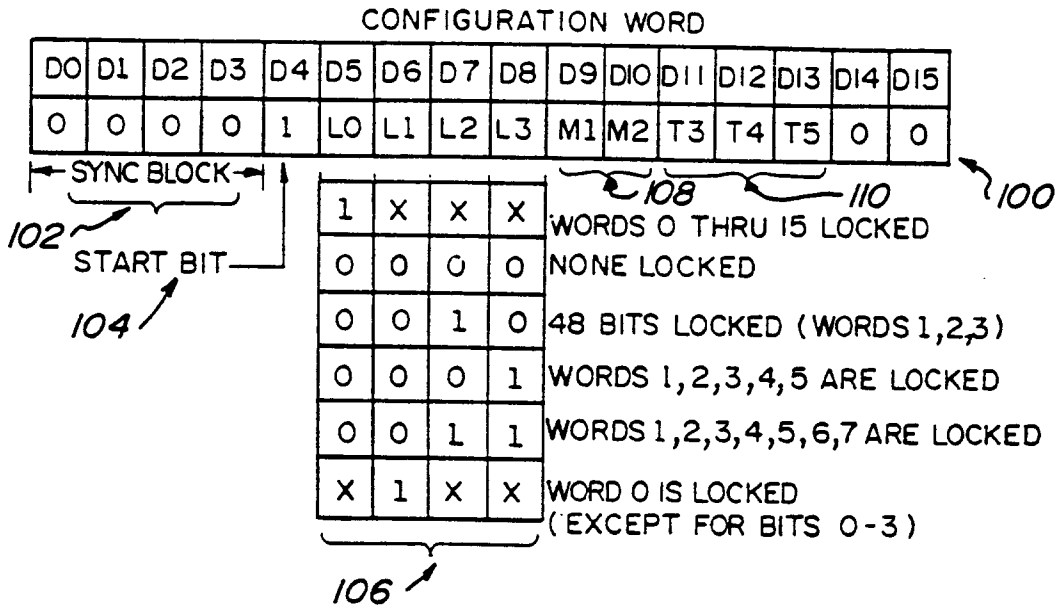 CONFIGURATION WORD
D0 D1 D2 D3 D4 D5 D6 D7 D8 D9 D10 D11 D12 D13 D14 D15
0 0 0 0 1 L0 L1 L2 L3 M1 M2 T3 T4 T5 0 0
SYNC BLOCK 108 110 100
102
1 X X X WORDS 0 THRU 15 LOCKED
START BIT 0 0 0 0 NONE LOCKED
104
0 0 1 0 48 BITS LOCKED (WORDS 1,2,3)
0 0 0 1 WORDS 1,2,3,4,5 ARE LOCKED
0 0 1 1 WORDS 1,2,3,4,5,6,7 ARE LOCKED
X 1 X X WORD 0 IS LOCKED
(EXCEPT FOR BITS 0-3)
106